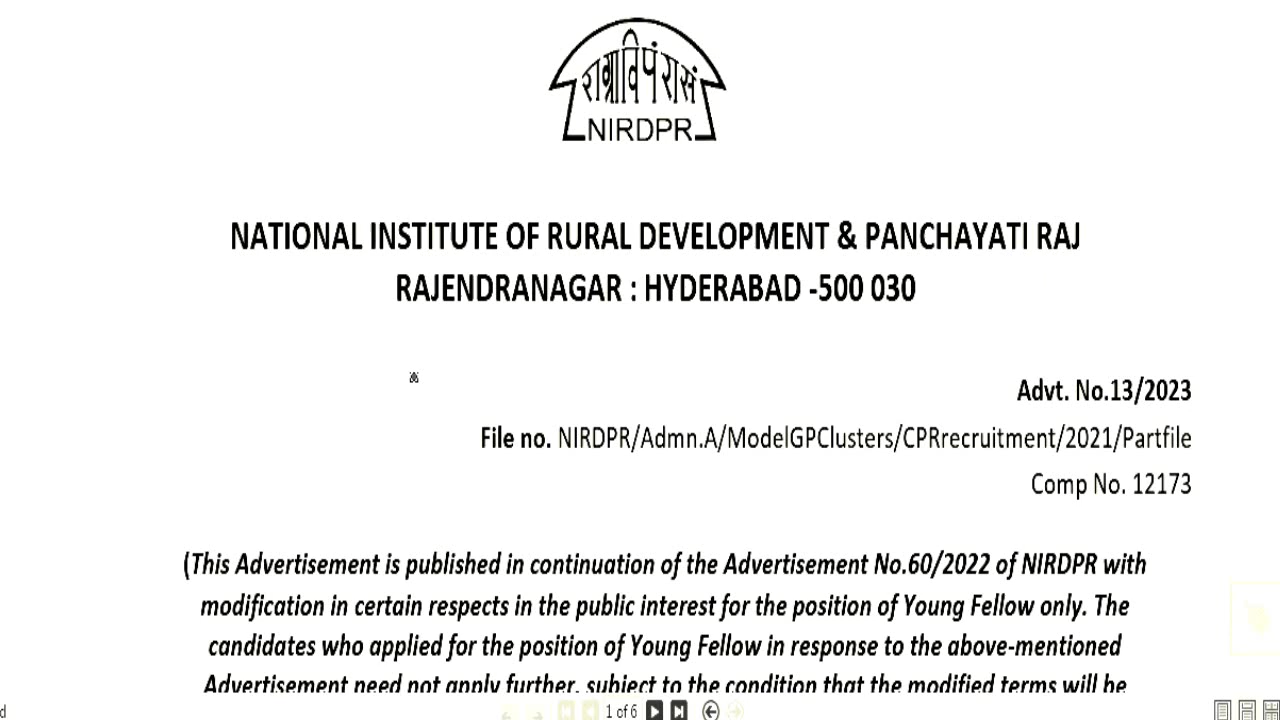 राग्राविपंरासं
NIRDPR
NATIONAL INSTITUTE OF RURAL DEVELOPMENT & PANCHAYATI RAJ
RAJENDRANAGAR : HYDERABAD -500 030
Advt. No.13/2023
File no. NIRDPR/Admn.A/ModelGPClusters/CPRrecruitment/2021/Partfile
Comp No. 12173
(This Advertisement is published in continuation of the Advertisement No.60/2022 of NIRDPR with
modification in certain respects in the public interest for the position of Young Fellow only. The
candidates who applied for the position of Young Fellow in response to the above-mentioned
Advertisement need not apply further, subject to the condition that the modified terms will be
d
1 of 6